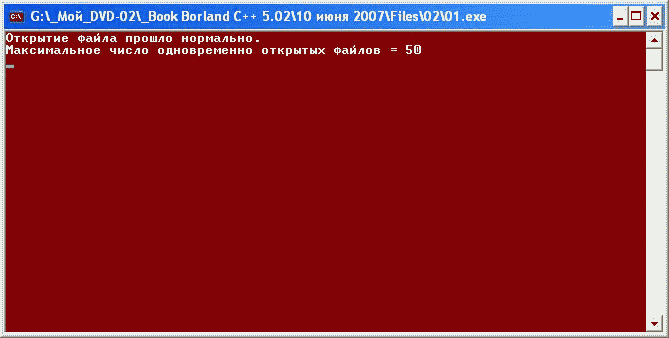 G:\_Мой_DVD-02\_Book Borland C++ 5.02\10 июня 2007\Files\02\01.exe
Открытие файла прошло нормально.
Максимальное число одновременно открытых файлов = 50